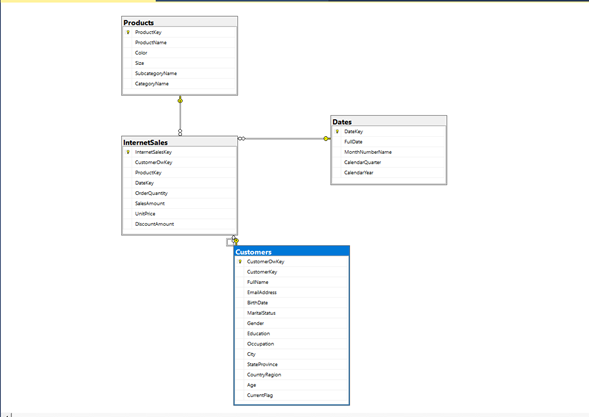 Products
ProductKey
ProductName
Color
Size
SubcategoryName
CategoryName
InternetSales
InternetSalesKey
CustomerDwKey
ProductKey
DateKey
OrderQuantity
SalesAmount
UnitPrice
DiscountAmount
Dates
DateKey
FullDate
MonthNumberName
CalendarQuarter
CalendarYear
Customers
CustomerDwKey
CustomerKey
FullName
EmailAddress
BirthDate
MaritalStatus
Gender
Education
Occupation
City
StateProvince
CountryRegion
Age
CurrentFlag